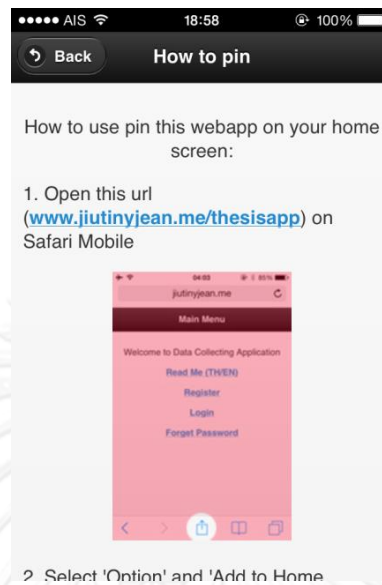 AIS 18:58 100%
Back How to pin
How to use pin this webapp on your home
screen:
1. Open this url
(www.jiutinyjean.me/thesisapp) on
Safari Mobile
04:03 85%
jiutinyjean.me
Main Menu
Welcome to Data Collecting Application
Read Me (TH/EN)
Register
Login
Forget Password
2. Select 'Option' and 'Add to Home